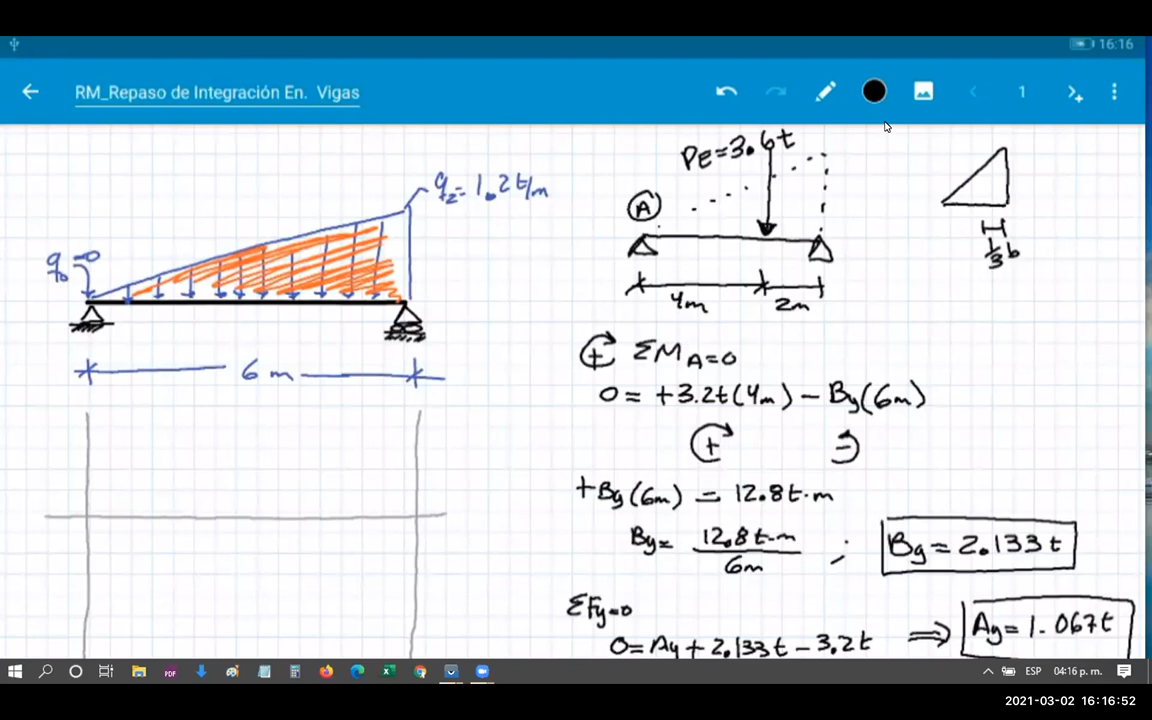 16:16
RM_Repaso de Integración En. Vigas
1
q₀=0
q₂=1.2t/m
6m
PE=3.6t
A
4m
2m
1/3 b
+ ΣMA=0
0= +3.2t(4m) - By(6m)
+
+By(6m) = 12.8t·m
By= 12.8t·m / 6m ; By=2.133t
ΣFy=0
0=Ay+2.133t-3.2t ⟹ Ay=1.067t
PDF
ESP
04:16 p. m.
2021-03-02 16:16:52